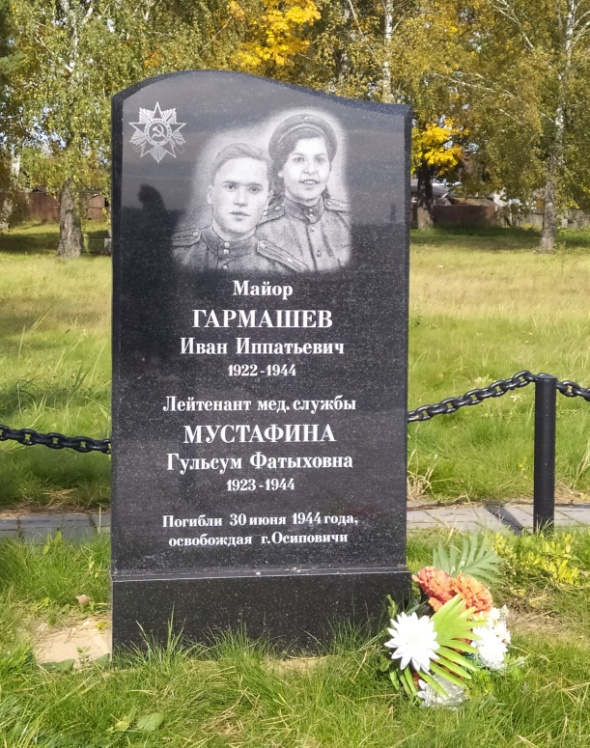 Майор
ГАРМАШЕВ
Иван Иппатьевич
1922-1944
Лейтенант мед. службы
МУСТАФИНА
Гульсум Фатыховна
1923-1944
Погибли 30 июня 1944 года,
освобождая г.Осиповичи